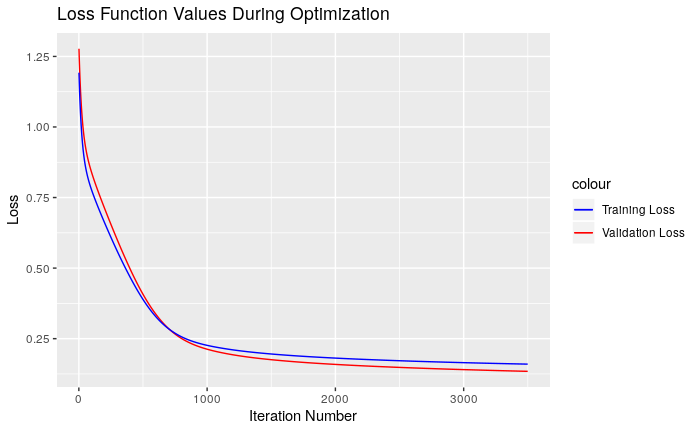 Loss Function Values During Optimization
1.25
1.00
0.75
0.50
0.25
Loss
0
1000
2000
3000
Iteration Number
colour
Training Loss
Validation Loss